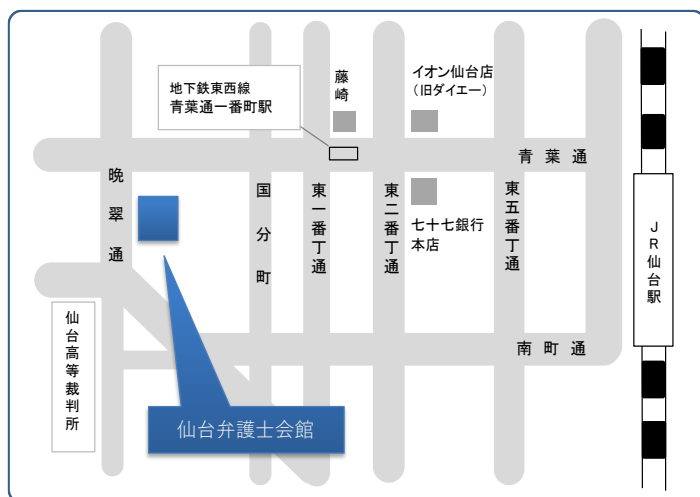 地下鉄東西線
青葉通一番町駅
藤崎
イオン仙台店
（旧ダイエー）
青葉通
晩翠通
国分町
東一番丁通
東二番丁通
七十七銀行
本店
東五番丁通
ＪＲ仙台駅
仙台高等裁判所
南町通
仙台弁護士会館